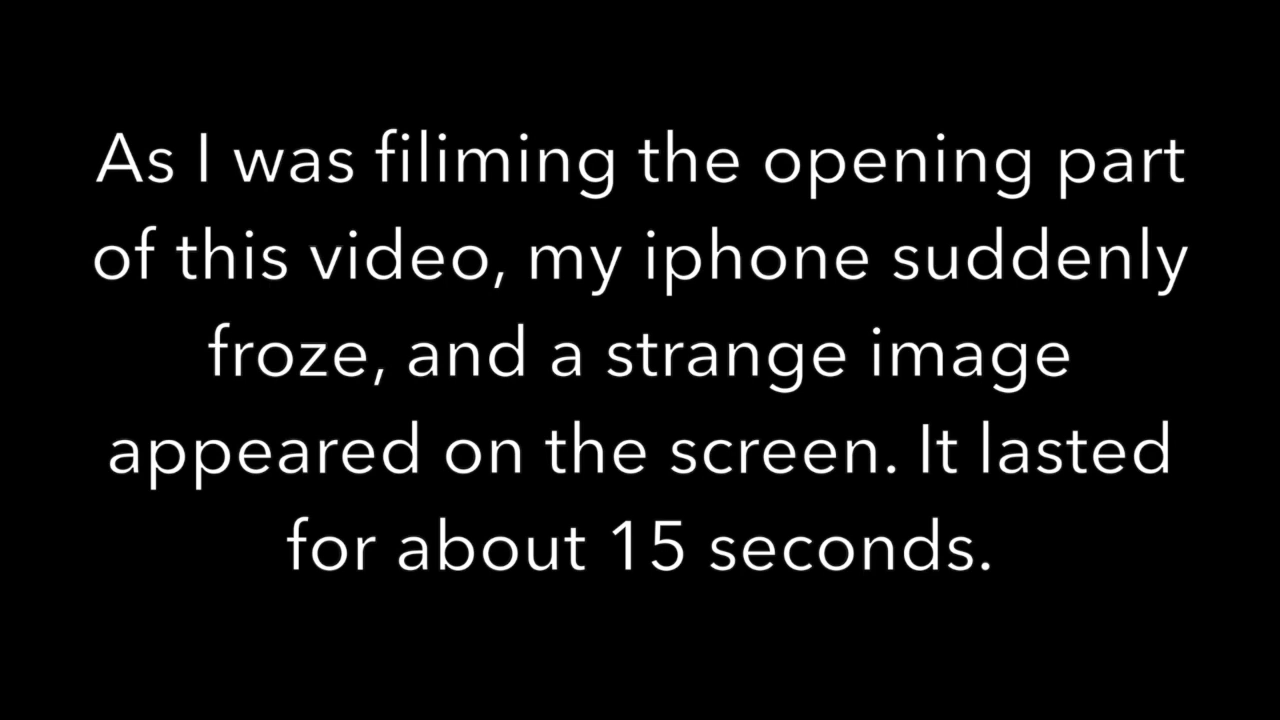 As I was filiming the opening part
of this video, my iphone suddenly
froze, and a strange image
appeared on the screen. It lasted
for about 15 seconds.